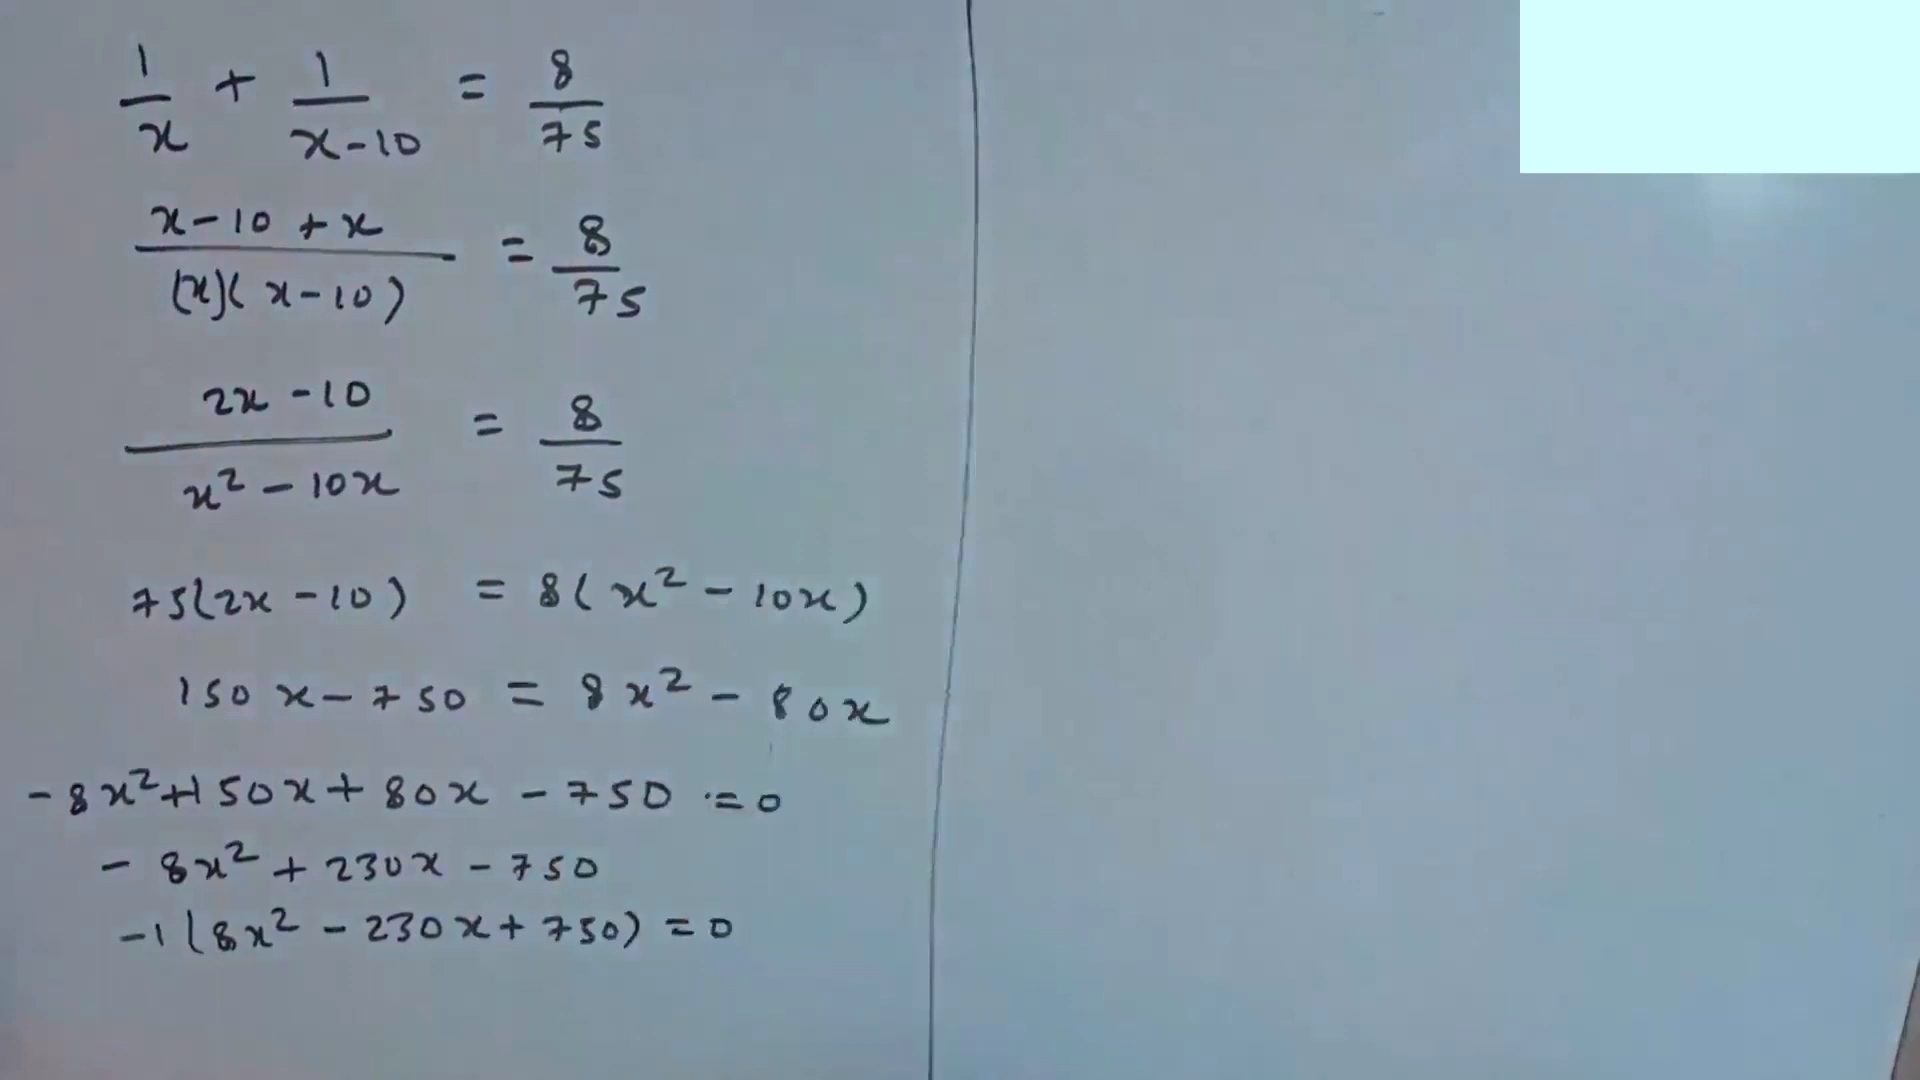 1/x + 1/(x-10) = 8/75
(x-10+x)/((x)(x-10)) = 8/75
(2x-10)/(x²-10x) = 8/75
75(2x-10) = 8(x²-10x)
150x-750 = 8x²-80x
-8x²+150x+80x-750 = 0
-8x²+230x-750
-1(8x²-230x+750) = 0